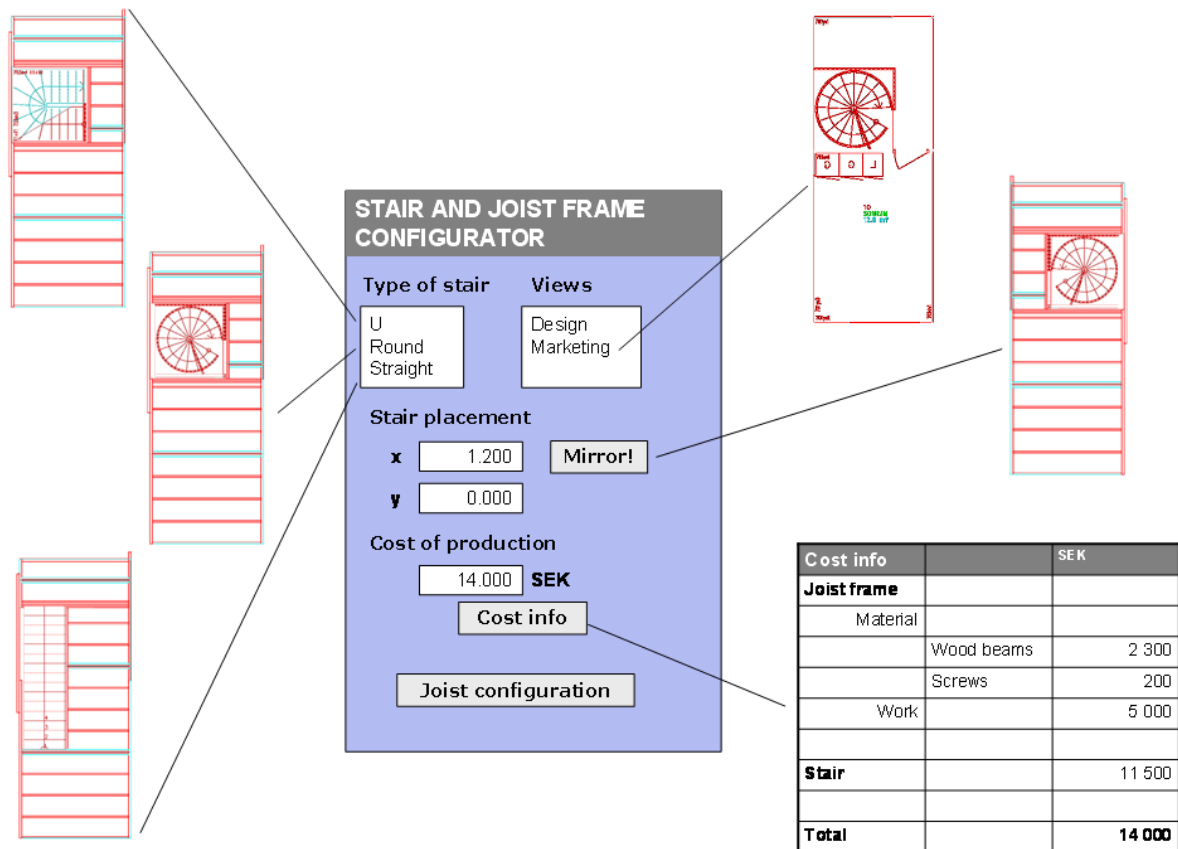 STAIR AND JOIST FRAME
CONFIGURATOR
Type of stair
Views
U
Round
Straight
Design
Marketing
Stair placement
x
1.200
Mirror!
y
0.000
Cost of production
14.000
SEK
Cost info
Joist configuration
Cost info SEK
Joist frame
Material
Wood beams 2 300
Screws 200
Work 5 000
Stair 11 500
Total 14 000